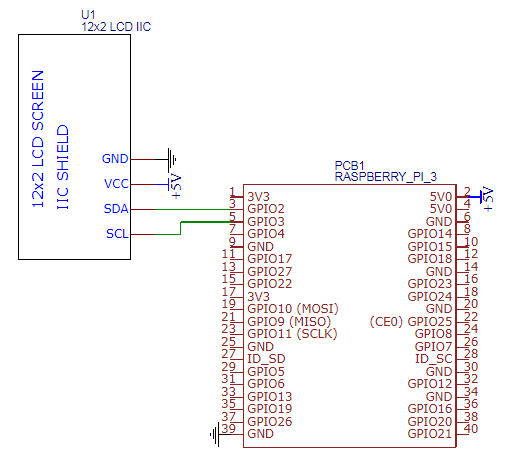 U1
12x2 LCD IIC
12x2 LCD SCREEN
IIC SHIELD
GND
VCC
+5V
SDA
SCL
PCB1
RASPBERRY_PI_3
1 3V3 5V0 2
+5V
3 GPIO2 5V0 4
5 GPIO3 GND 6
7 GPIO4 GPIO14 8
9 GND GPIO15 10
11 GPIO17 GPIO18 12
13 GPIO27 GND 14
15 GPIO22 GPIO23 16
17 3V3 GPIO24 18
19 GPIO10 (MOSI) GND 20
21 GPIO9 (MISO) (CE0) GPIO25 22
23 GPIO11 (SCLK) GPIO8 24
25 GND GPIO7 26
27 ID_SD ID_SC 28
29 GPIO5 GND 30
31 GPIO6 GPIO12 32
33 GPIO13 GND 34
35 GPIO19 GPIO16 36
37 GPIO26 GPIO20 38
39 GND GPIO21 40